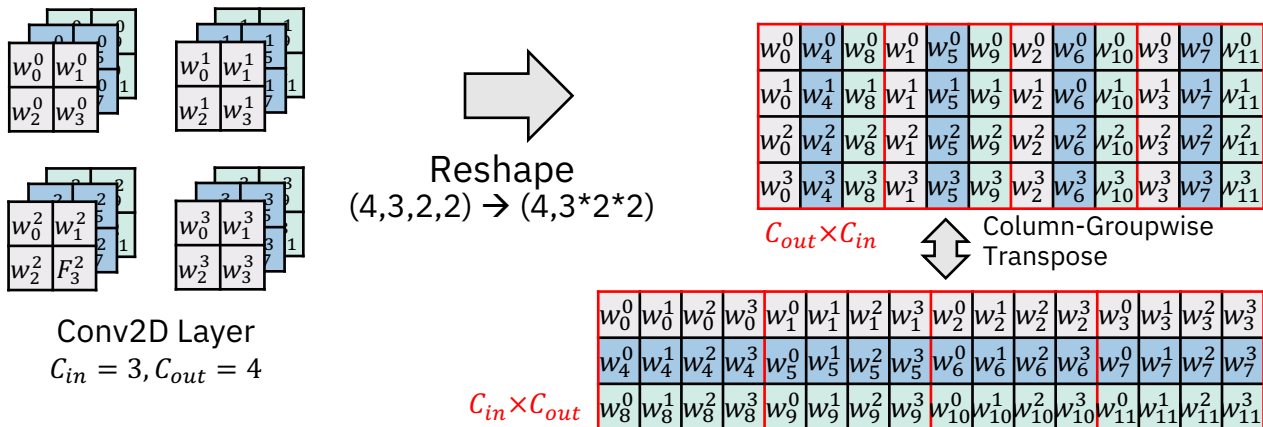 w_0^0 w_1^0
w_2^0 w_3^0
w_0^1 w_1^1
w_2^1 w_3^1
w_0^2 w_1^2
w_2^2 F_3^2
w_0^3 w_1^3
w_2^3 w_3^3
Conv2D Layer
C_in = 3, C_out = 4
Reshape
(4,3,2,2) → (4,3*2*2)
w_0^0 w_4^0 w_8^0 w_1^0 w_5^0 w_9^0 w_2^0 w_6^0 w_10^0 w_3^0 w_7^0 w_11^0
w_0^1 w_4^1 w_8^1 w_1^1 w_5^1 w_9^1 w_2^1 w_6^0 w_10^1 w_3^1 w_7^1 w_11^1
w_0^2 w_4^2 w_8^2 w_1^2 w_5^2 w_9^2 w_2^2 w_6^2 w_10^2 w_3^2 w_7^2 w_11^2
w_0^3 w_4^3 w_8^3 w_1^3 w_5^3 w_9^3 w_2^3 w_6^3 w_10^3 w_3^3 w_7^3 w_11^3
C_out×C_in
Column-Groupwise
Transpose
w_0^0 w_0^1 w_0^2 w_0^3 w_1^0 w_1^1 w_1^2 w_1^3 w_2^0 w_2^1 w_2^2 w_2^3 w_3^0 w_3^1 w_3^2 w_3^3
w_4^0 w_4^1 w_4^2 w_4^3 w_5^0 w_5^1 w_5^2 w_5^3 w_6^0 w_6^1 w_6^2 w_6^3 w_7^0 w_7^1 w_7^2 w_7^3
w_8^0 w_8^1 w_8^2 w_8^3 w_9^0 w_9^1 w_9^2 w_9^3 w_10^0 w_10^1 w_10^2 w_10^3 w_11^0 w_11^1 w_11^2 w_11^3
C_in×C_out